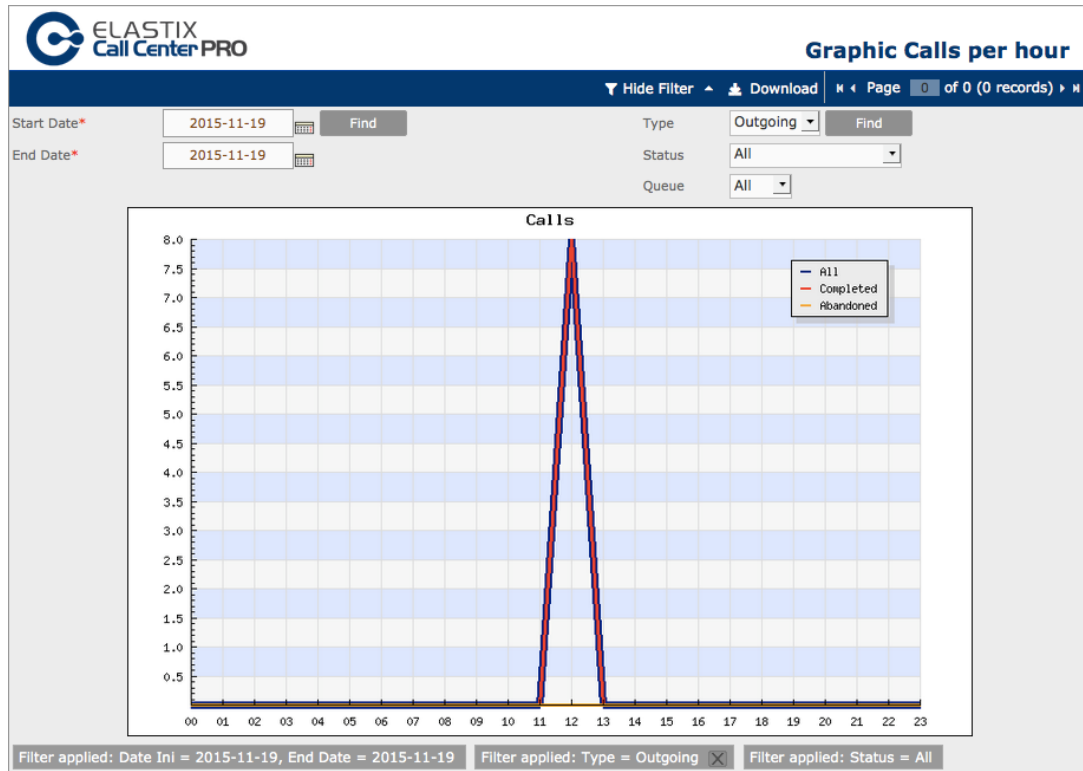 ELASTIX
Call Center PRO
Graphic Calls per hour
Hide Filter Download Page 0 of 0 (0 records)
Start Date* 2015-11-19 Find Type Outgoing Find
End Date* 2015-11-19 Status All
Queue All
Calls
8.0
7.5
7.0
6.5
6.0
5.5
5.0
4.5
4.0
3.5
3.0
2.5
2.0
1.5
1.0
0.5
All
Completed
Abandoned
00 01 02 03 04 05 06 07 08 09 10 11 12 13 14 15 16 17 18 19 20 21 22 23
Filter applied: Date Ini = 2015-11-19, End Date = 2015-11-19 Filter applied: Type = Outgoing X Filter applied: Status = All